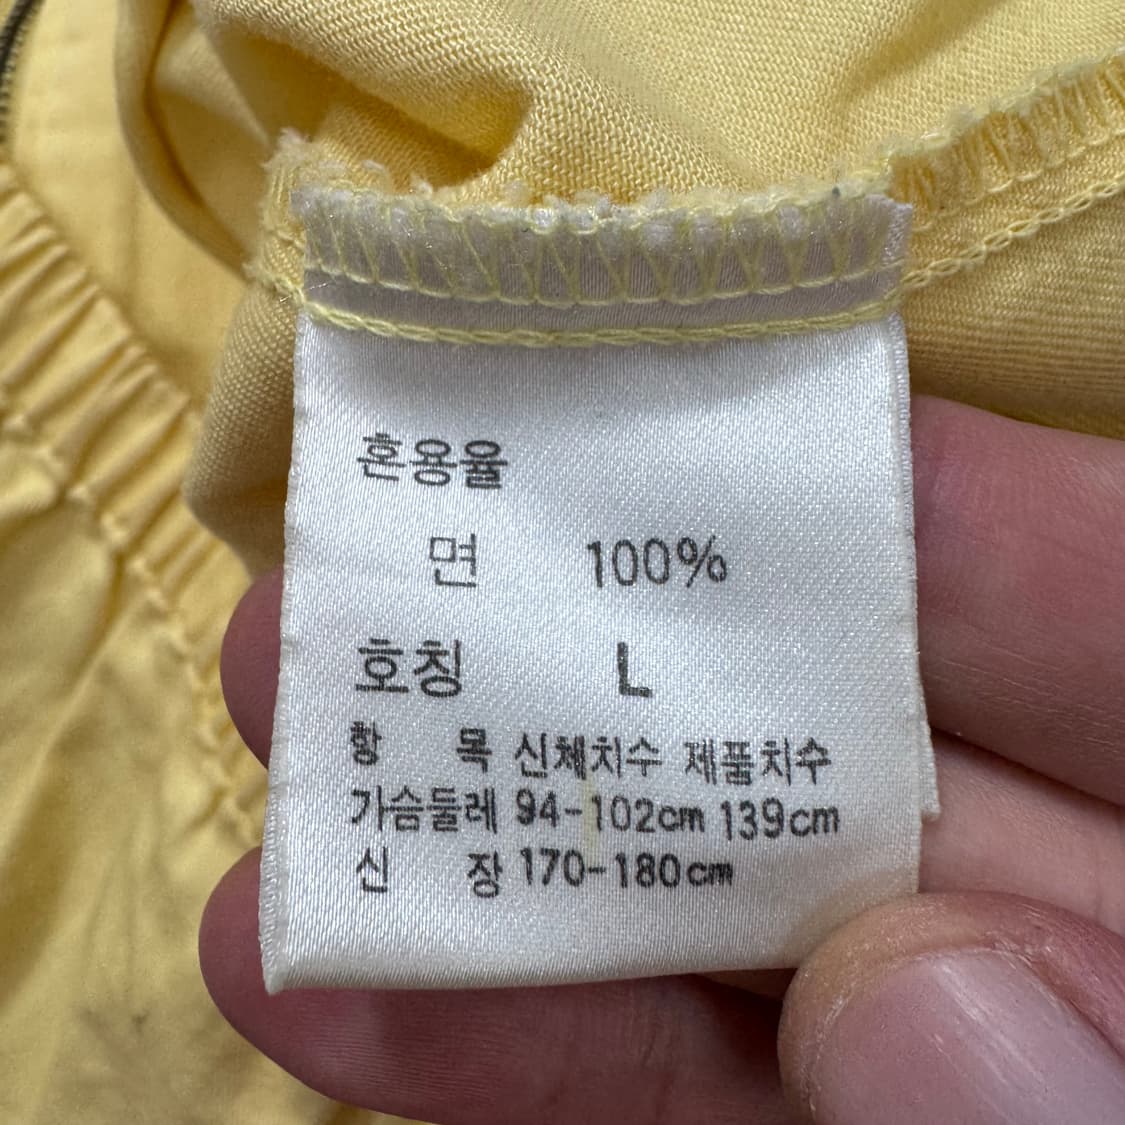 혼용율
면 100%
호칭 L
항 목 신체치수 제품치수
가슴둘레 94-102cm 139cm
신 장 170-180cm